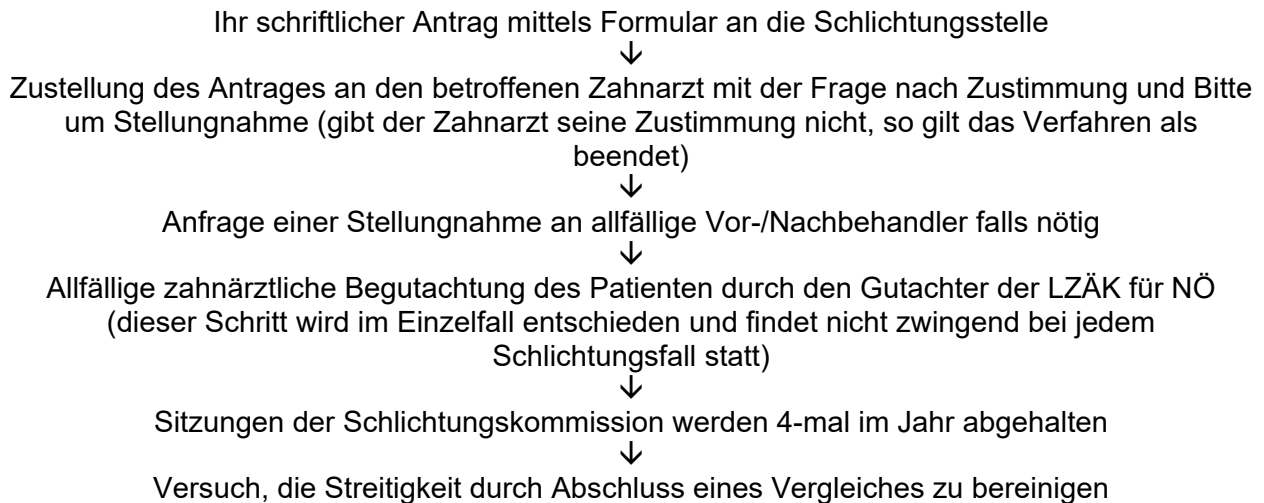 Ihr schriftlicher Antrag mittels Formular an die Schlichtungsstelle
↓
Zustellung des Antrages an den betroffenen Zahnarzt mit der Frage nach Zustimmung und Bitte
um Stellungnahme (gibt der Zahnarzt seine Zustimmung nicht, so gilt das Verfahren als
beendet)
↓
Anfrage einer Stellungnahme an allfällige Vor-/Nachbehandler falls nötig
↓
Allfällige zahnärztliche Begutachtung des Patienten durch den Gutachter der LZÄK für NÖ
(dieser Schritt wird im Einzelfall entschieden und findet nicht zwingend bei jedem
Schlichtungsfall statt)
↓
Sitzungen der Schlichtungskommission werden 4-mal im Jahr abgehalten
↓
Versuch, die Streitigkeit durch Abschluss eines Vergleiches zu bereinigen